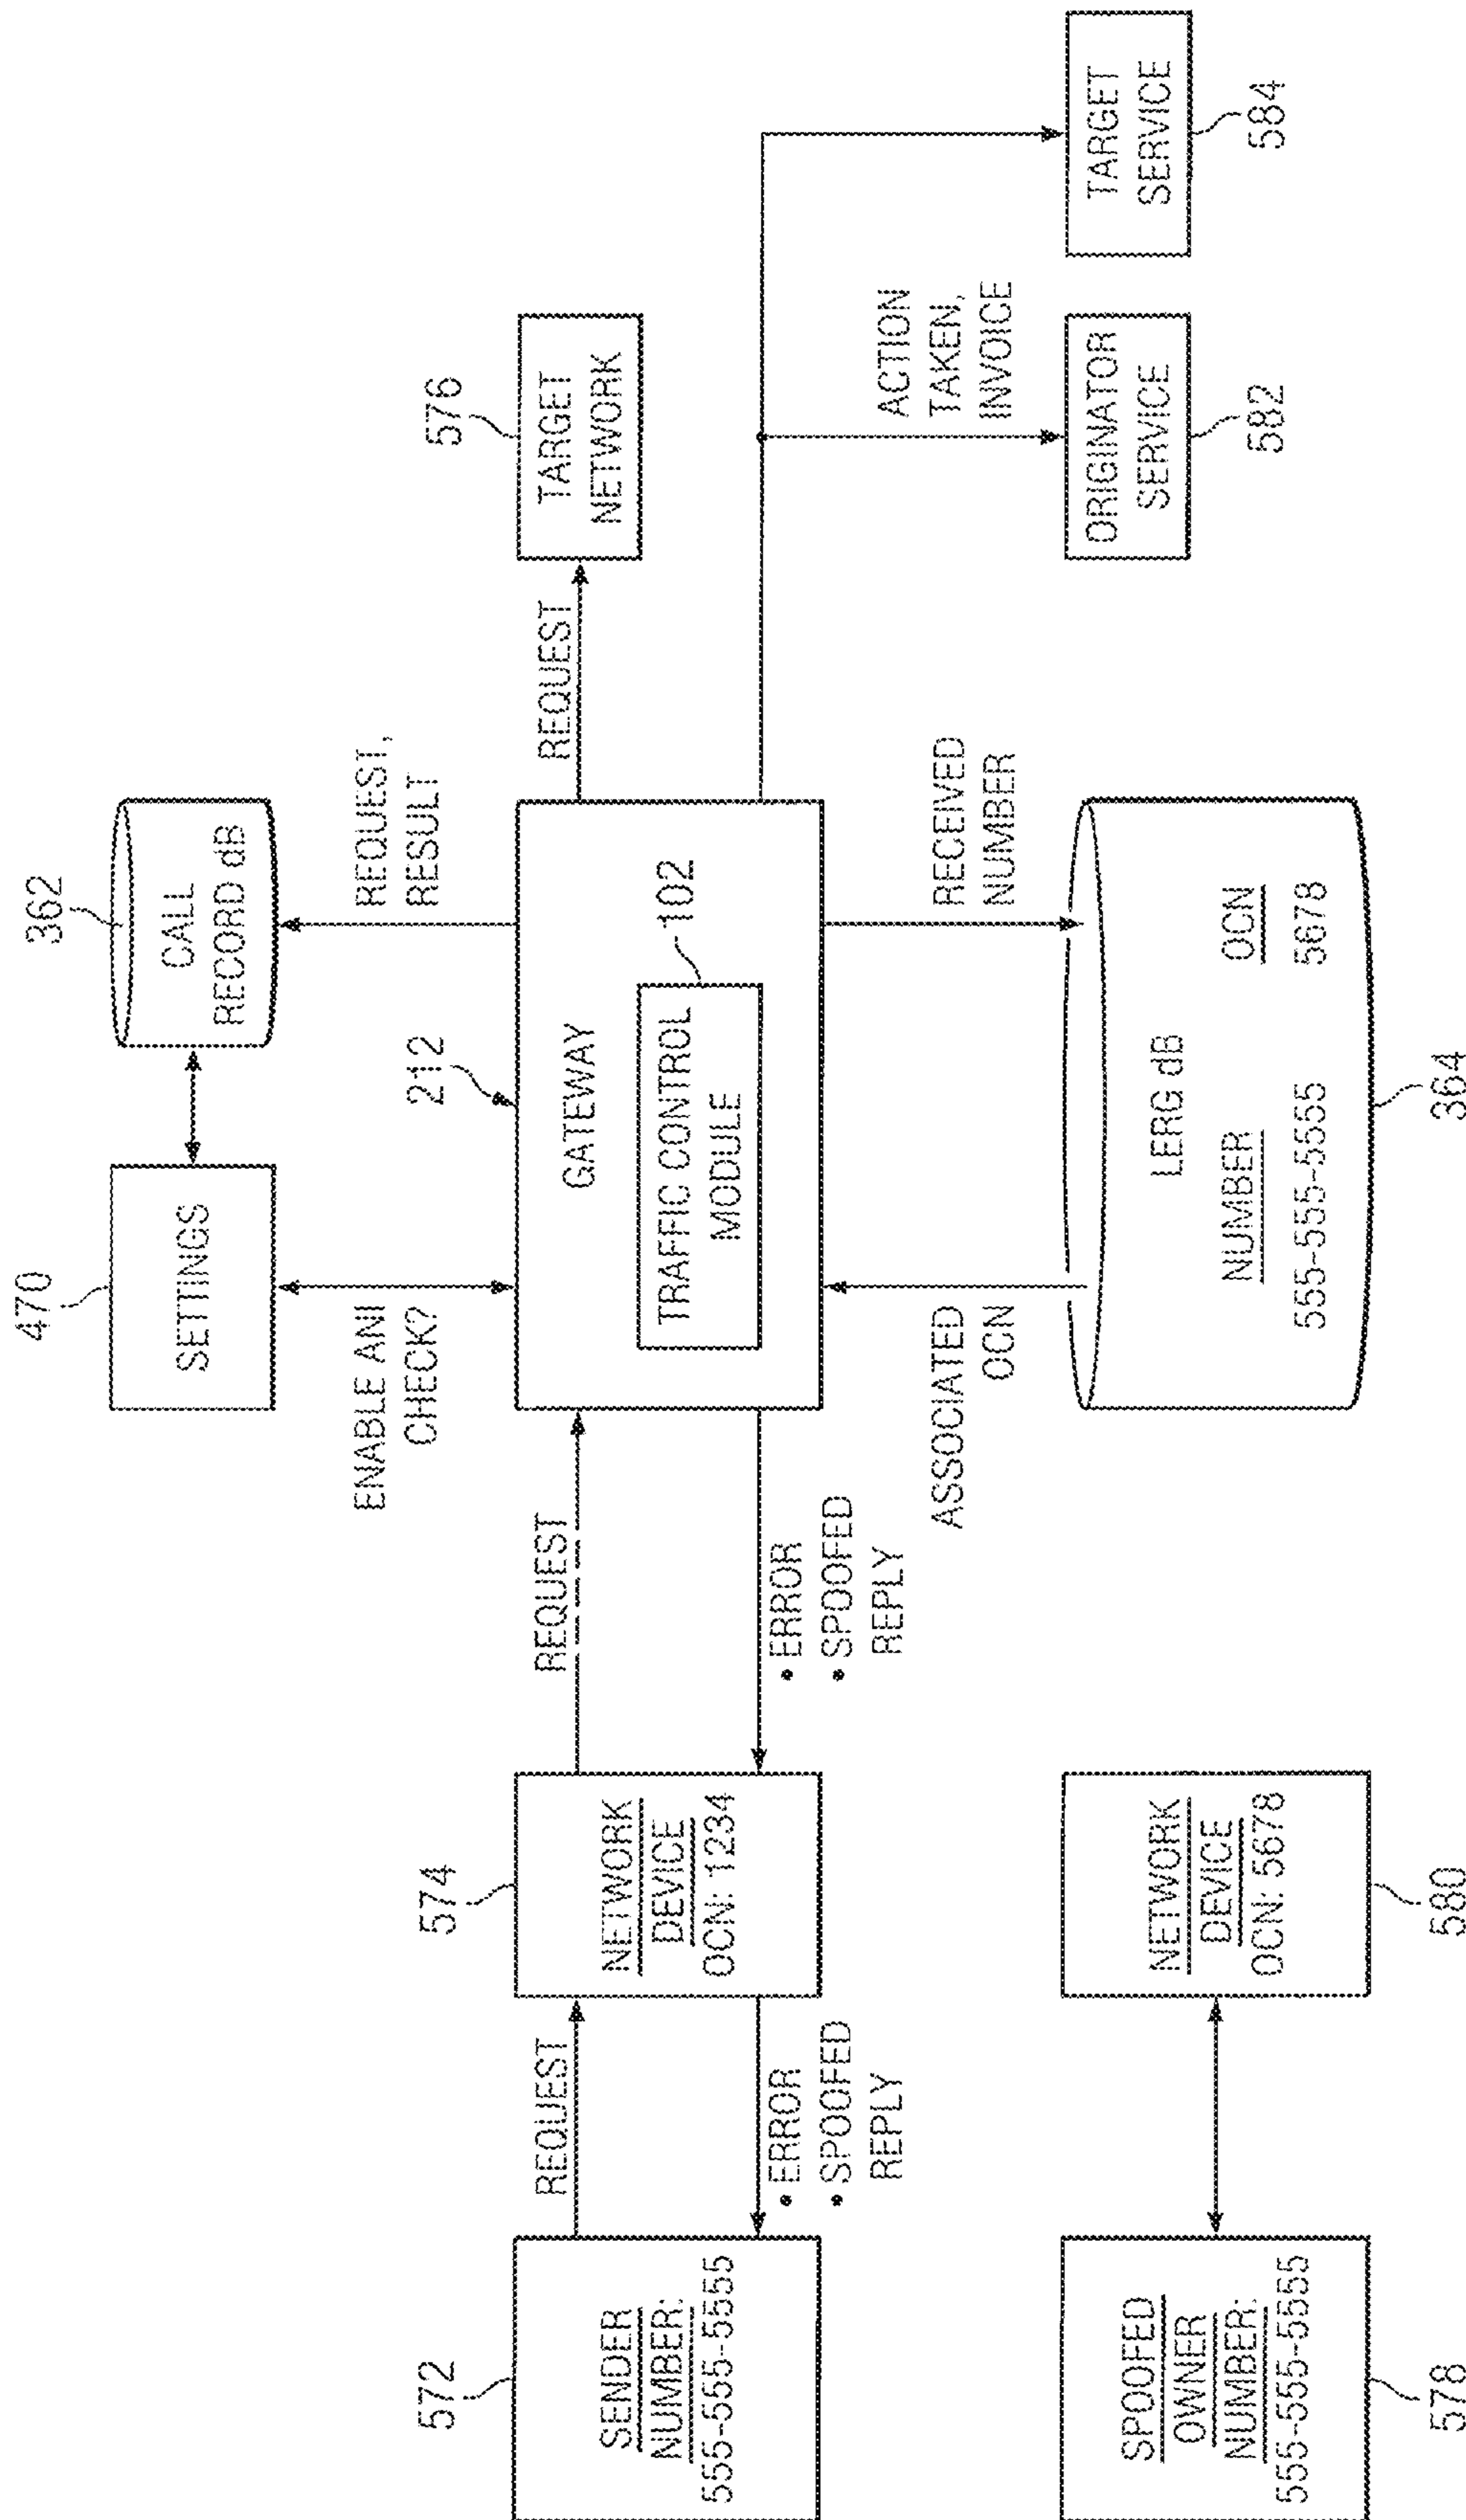 470
SETTINGS
362
CALL
RECORD dB
ENABLE ANI
CHECK?
REQUEST,
RESULT
572
SENDER
NUMBER:
555-555-5555
REQUEST
• ERROR
• SPOOFED
REPLY
574
NETWORK
DEVICE
OCN: 1234
REQUEST
• ERROR
• SPOOFED
REPLY
212
GATEWAY
TRAFFIC CONTROL
MODULE
102
REQUEST
576
TARGET
NETWORK
ASSOCIATED
OCN
RECEIVED
NUMBER
ACTION
TAKEN,
INVOICE
SPOOFED
OWNER
NUMBER:
555-555-5555
578
NETWORK
DEVICE
OCN: 5678
580
LERG dB
NUMBER
OCN
555-555-5555
5678
364
ORIGINATOR
SERVICE
582
TARGET
SERVICE
584